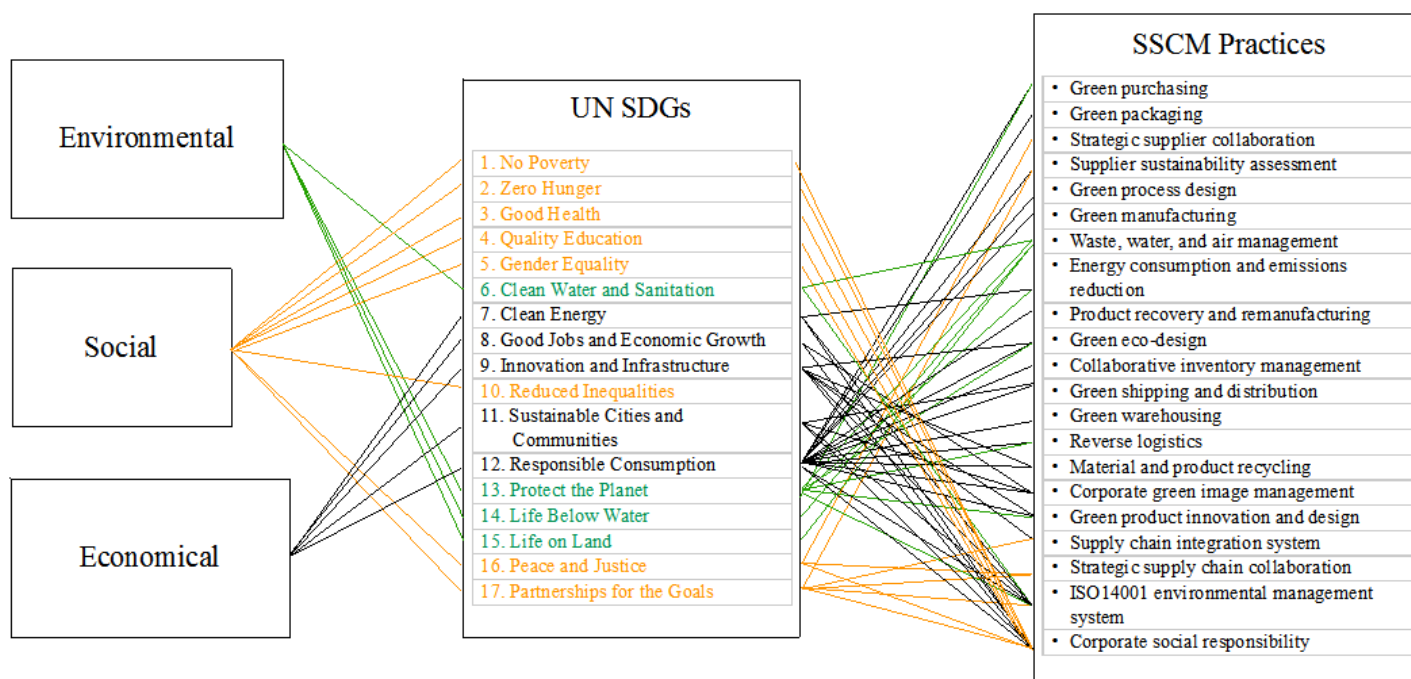 Environmental
Social
Economical
UN SDGs
1. No Poverty
2. Zero Hunger
3. Good Health
4. Quality Education
5. Gender Equality
6. Clean Water and Sanitation
7. Clean Energy
8. Good Jobs and Economic Growth
9. Innovation and Infrastructure
10. Reduced Inequalities
11. Sustainable Cities and
Communities
12. Responsible Consumption
13. Protect the Planet
14. Life Below Water
15. Life on Land
16. Peace and Justice
17. Partnerships for the Goals
SSCM Practices
• Green purchasing
• Green packaging
• Strategic supplier collaboration
• Supplier sustainability assessment
• Green process design
• Green manufacturing
• Waste, water, and air management
• Energy consumption and emissions
reduction
• Product recovery and remanufacturing
• Green eco-design
• Collaborative inventory management
• Green shipping and distribution
• Green warehousing
• Reverse logistics
• Material and product recycling
• Corporate green image management
• Green product innovation and design
• Supply chain integration system
• Strategic supply chain collaboration
• ISO14001 environmental management
system
• Corporate social responsibility